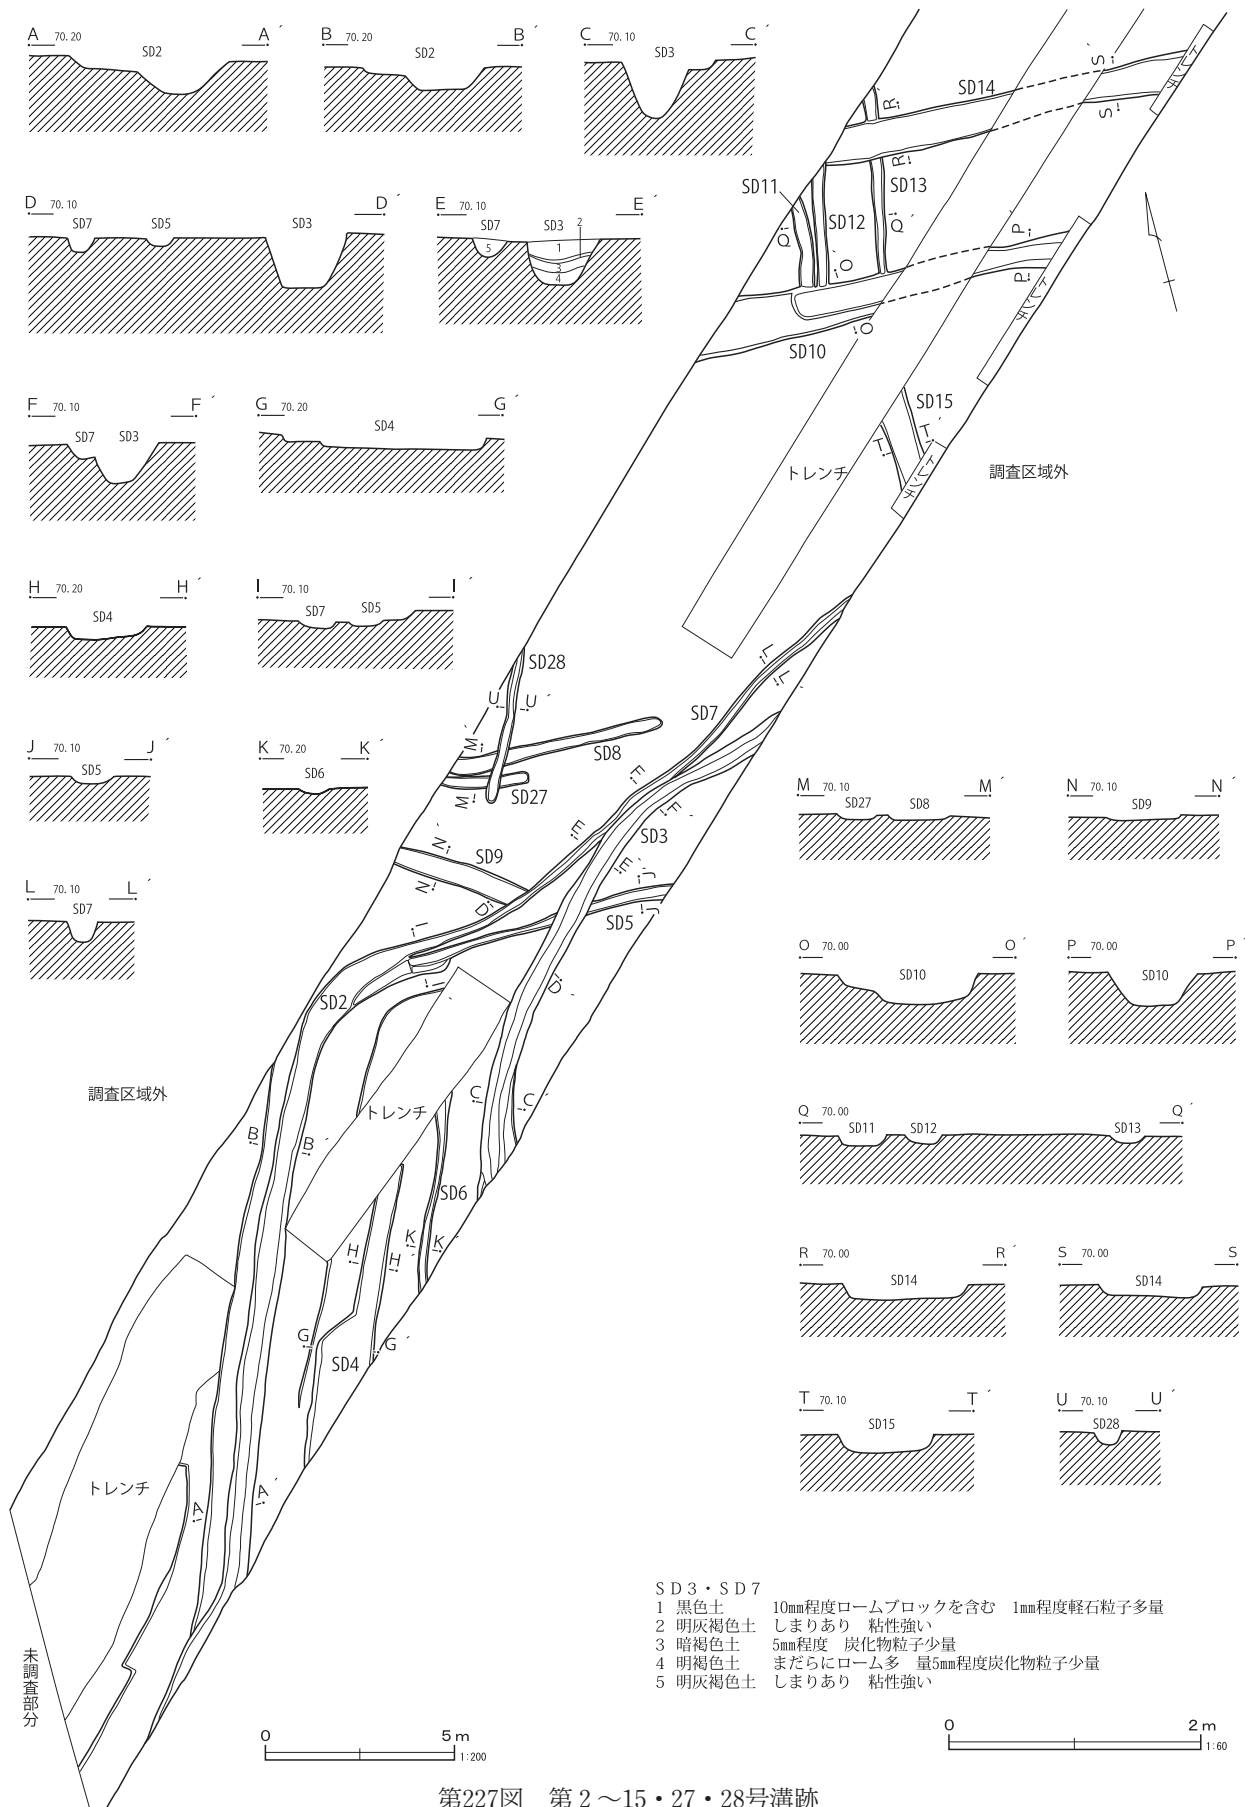 A 70.20 A´
SD2
B 70.20 B´
SD2
C 70.10 C´
SD3
D 70.10 D´
SD7 SD5 SD3
E 70.10 E´
SD7 SD3 2
5 1
3
4
F 70.10 F´
SD7 SD3
G 70.20 G´
SD4
H 70.20 H´
SD4
I 70.10 I´
SD7 SD5
J 70.10 J´
SD5
K 70.20 K´
SD6
L 70.10 L´
SD7
M 70.10 M´
SD27 SD8
N 70.10 N´
SD9
O 70.00 O´
SD10
P 70.00 P´
SD10
Q 70.00 Q´
SD11 SD12 SD13
R 70.00 R´
SD14
S 70.00 S´
SD14
T 70.10 T´
SD15
U 70.10 U´
SD28
S´
トレンチ
SD14
R
S
R´
SD11
SD13
SD12
Q
Q´
P´
O´
P
トレンチ
O
SD10
SD15
T´
T
トレンチ
トレンチ
調査区域外
L
L´
SD28
U U´
SD7
M´
SD8
M
SD27
F
F´
E
SD3
N´
SD9
E´
J´
N
D
J
I
SD5
SD2
I´
D´
調査区域外
トレンチ
C
C´
B
B´
SD6
K K´
H H´
G
G´
SD4
トレンチ
A
A´
未調査部分
SD3・SD7
1 黒色土 10㎜程度ロームブロックを含む 1㎜程度軽石粒子多量
2 明灰褐色土 しまりあり 粘性強い
3 暗褐色土 5㎜程度 炭化物粒子少量
4 明褐色土 まだらにローム多 量5㎜程度炭化物粒子少量
5 明灰褐色土 しまりあり 粘性強い
0 5m
1:200
0 2m
1:60
第227図 第2～15・27・28号溝跡